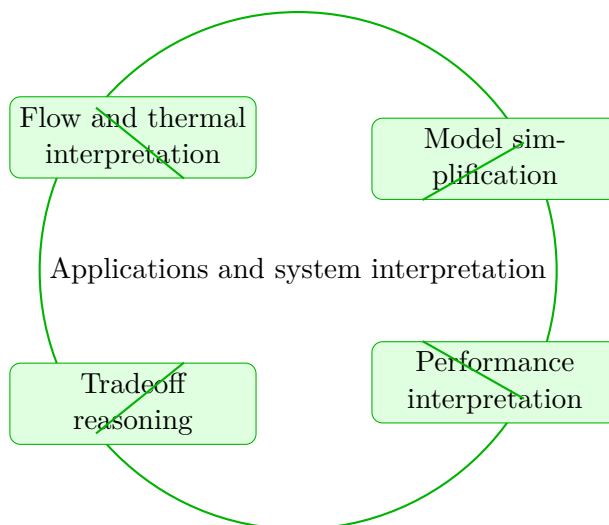 Flow and thermal
interpretation
Model sim-
plification
Applications and system interpretation
Tradeoff
reasoning
Performance
interpretation